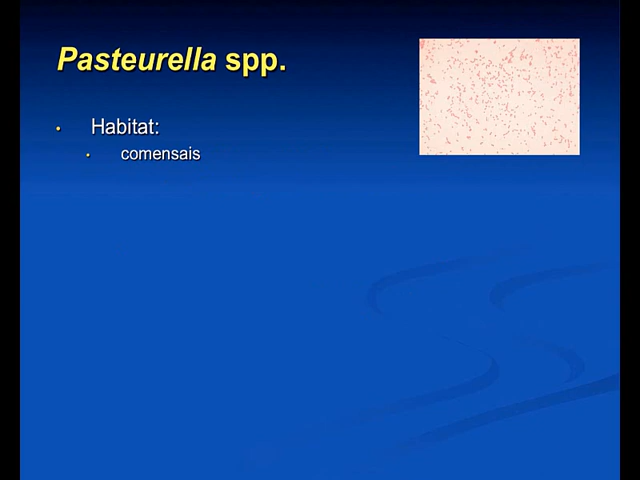 Pasteurella spp.
• Habitat:
• comensais